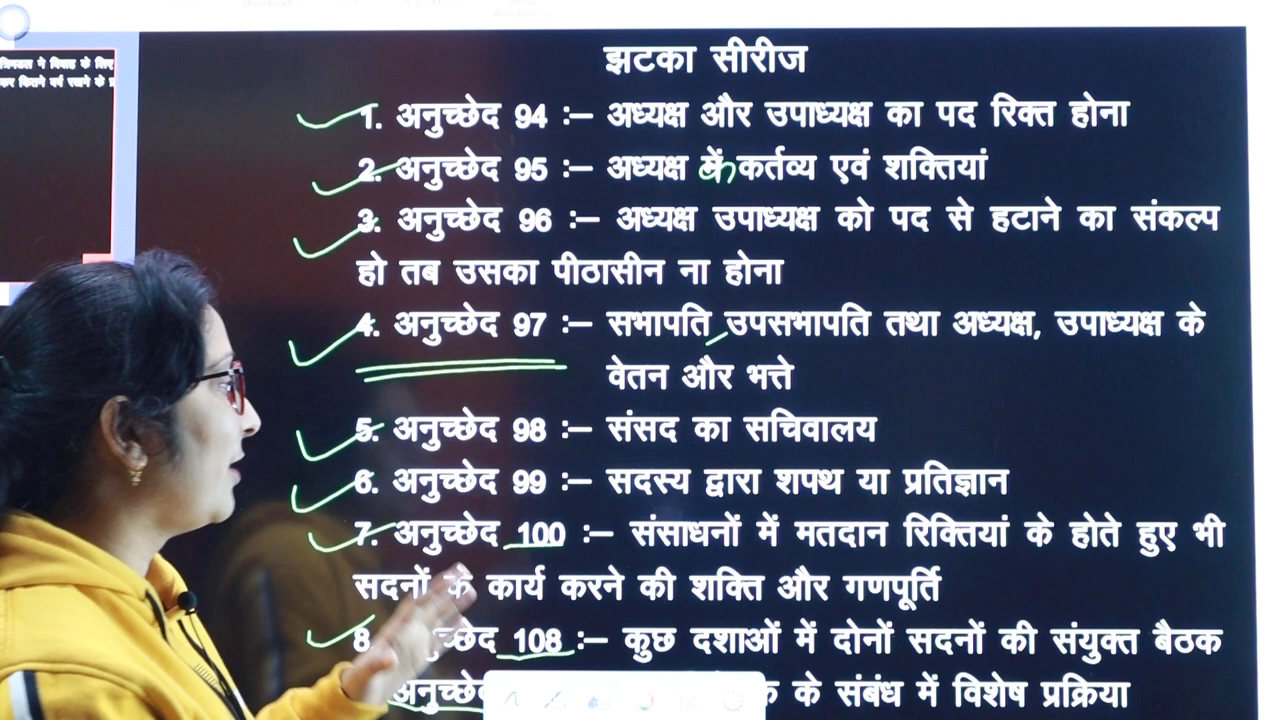 झटका सीरीज
1. अनुच्छेद 94 :– अध्यक्ष और उपाध्यक्ष का पद रिक्त होना
2. अनुच्छेद 95 :– अध्यक्ष में कर्तव्य एवं शक्तियां
3. अनुच्छेद 96 :– अध्यक्ष उपाध्यक्ष को पद से हटाने का संकल्प
हो तब उसका पीठासीन ना होना
4. अनुच्छेद 97 :– सभापति उपसभापति तथा अध्यक्ष, उपाध्यक्ष के
वेतन और भत्ते
5. अनुच्छेद 98 :– संसद का सचिवालय
6. अनुच्छेद 99 :– सदस्य द्वारा शपथ या प्रतिज्ञान
7. अनुच्छेद 100 :– संसाधनों में मतदान रिक्तियां के होते हुए भी
सदनों के कार्य करने की शक्ति और गणपूर्ति
8. 108 :– कुछ दशाओं में दोनों सदनों की संयुक्त बैठक
के संबंध में विशेष प्रक्रिया